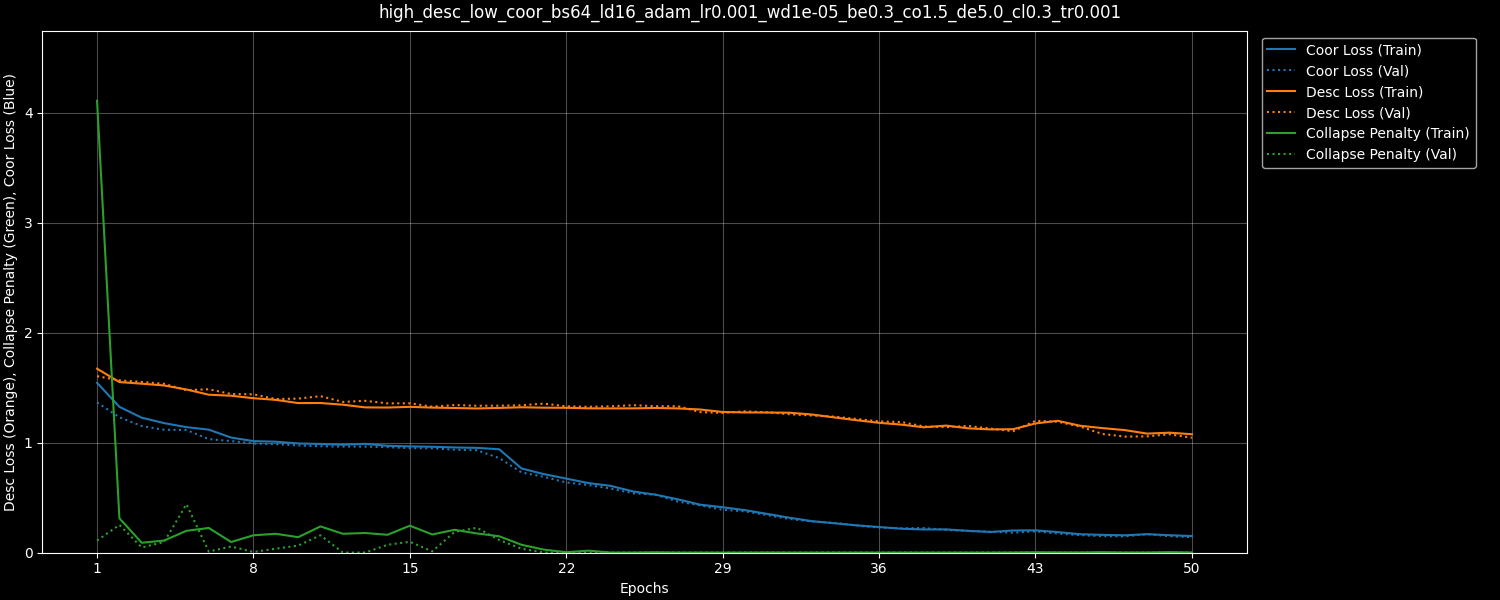 high_desc_low_coor_bs64_ld16_adam_lr0.001_wd1e-05_be0.3_co1.5_de5.0_cl0.3_tr0.001
Desc Loss (Orange), Collapse Penalty (Green), Coor Loss (Blue)
4
3
2
1
0
1 8 15 22 29 36 43 50
Epochs
Coor Loss (Train)
Coor Loss (Val)
Desc Loss (Train)
Desc Loss (Val)
Collapse Penalty (Train)
Collapse Penalty (Val)